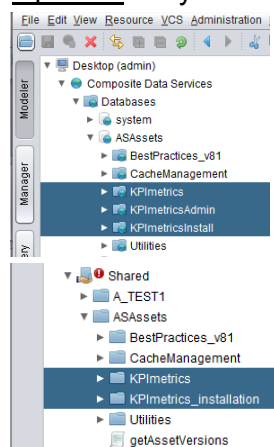 File Edit View Resource VCS Administration
Modeler
Manager
Desktop (admin)
Composite Data Services
Databases
system
ASAssets
BestPractices_v81
CacheManagement
KPImetrics
KPImetricsAdmin
KPImetricsInstall
Utilities
Shared
A_TEST1
ASAssets
BestPractices_v81
CacheManagement
KPImetrics
KPImetrics_installation
Utilities
getAssetVersions